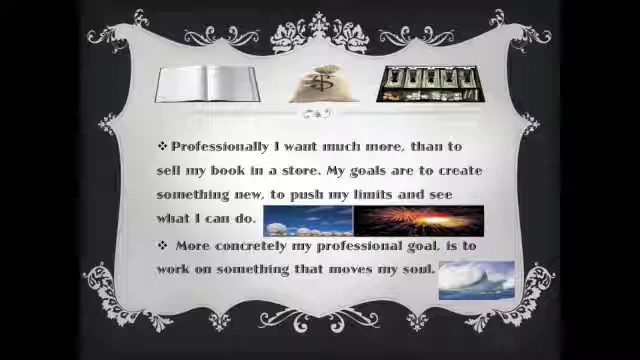 ❖ Professionally I want much more, than to
sell my book in a store. My goals are to create
something new, to push my limits and see
what I can do.
❖ More concretely my professional goal, is to
work on something that moves my soul.